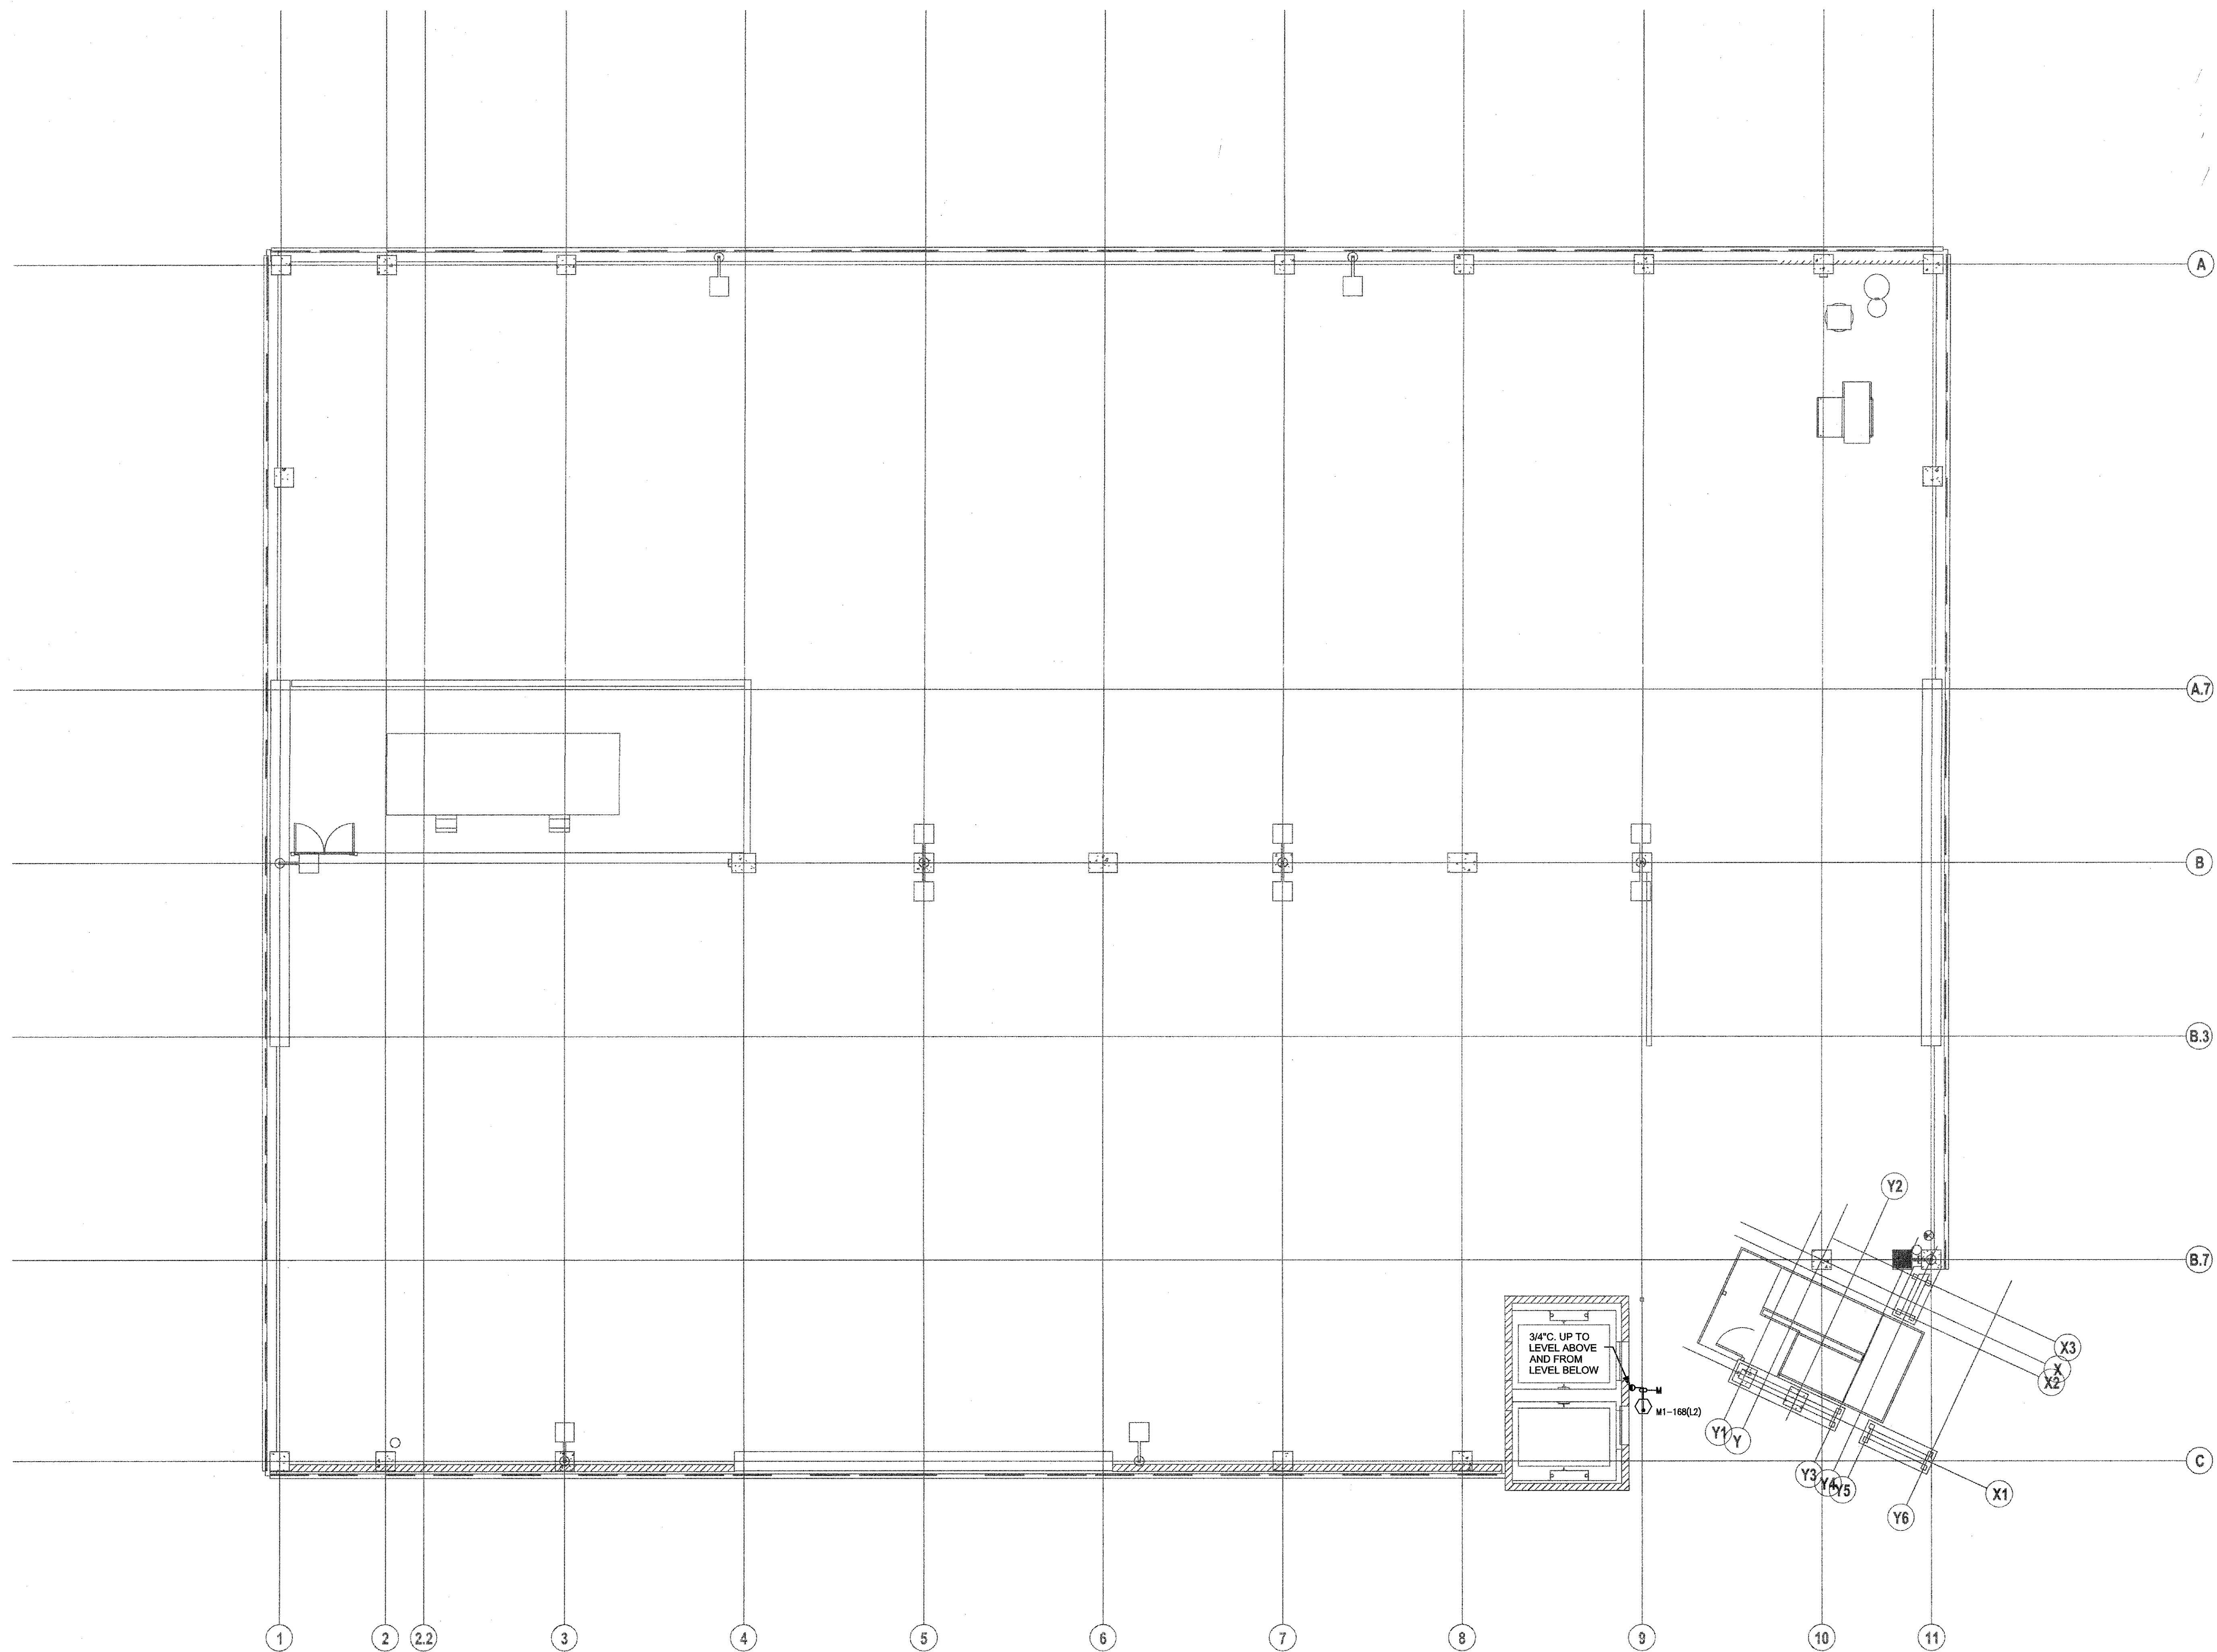 A
A.7
B
B.3
Y2
B.7
3/4"C. UP TO
LEVEL ABOVE
AND FROM
LEVEL BELOW
M
M1-168(L2)
X3
X
X2
Y1
Y
C
Y3
Y4
Y5
X1
Y6
1
2
2.2
3
4
5
6
7
8
9
10
11